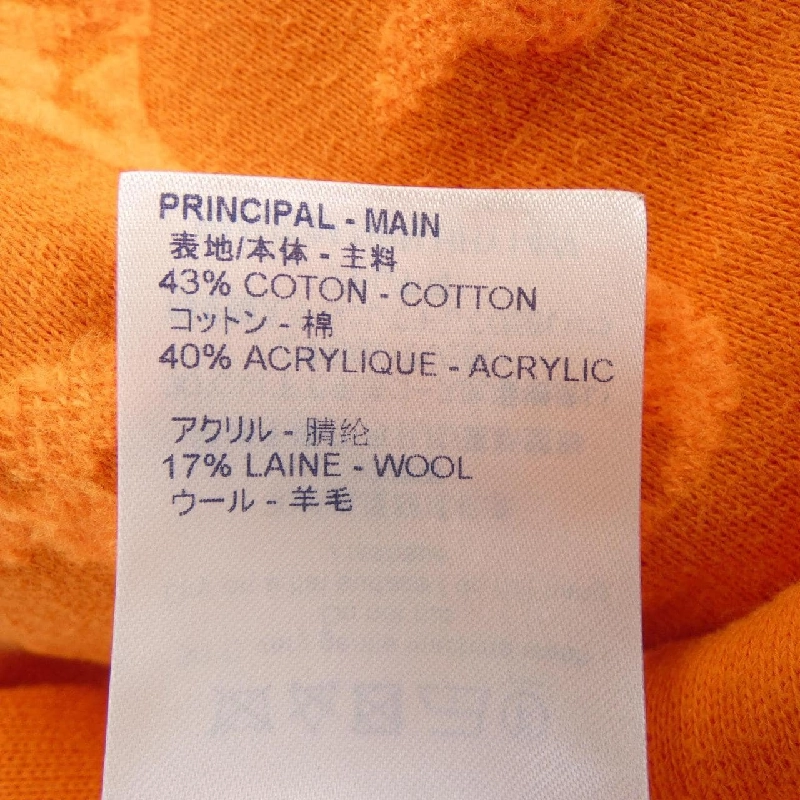 PRINCIPAL - MAIN
表地/本体 - 主料
43% COTON - COTTON
コットン - 棉
40% ACRYLIQUE - ACRYLIC
アクリル - 腈纶
17% LAINE - WOOL
ウール - 羊毛